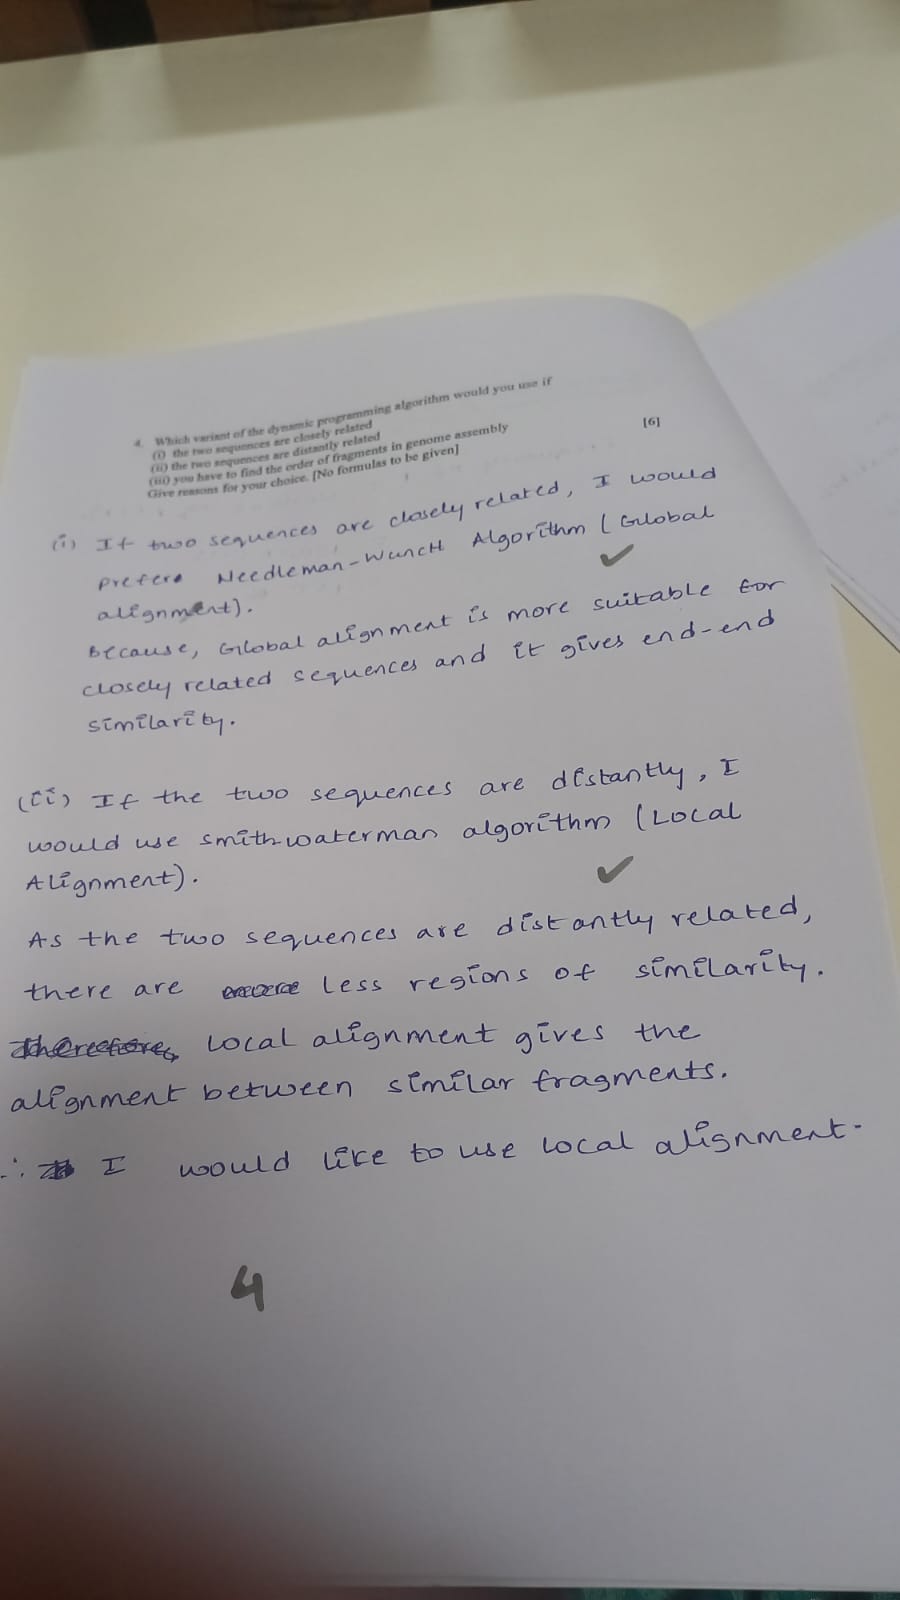 4. Which variant of the dynamic programming algorithm would you use if
(i) the two sequences are closely related
(ii) the two sequences are distantly related
(iii) you have to find the order of fragments in genome assembly
Give reasons for your choice. [No formulas to be given]
[6]
(i) If two sequences are closely related, I would
prefere Needleman-WuncH Algorithm (Global
alignment).
Because, Global alignment is more suitable for
closely related sequences and it gives end-end
similarity.
(ii) If the two sequences are distantly, I
would use smith-waterman algorithm (Local
Alignment).
As the two sequences are distantly related,
there are less regions of similarity.
Local alignment gives the
alignment between similar fragments.
∴ I would like to use local alignment.
4